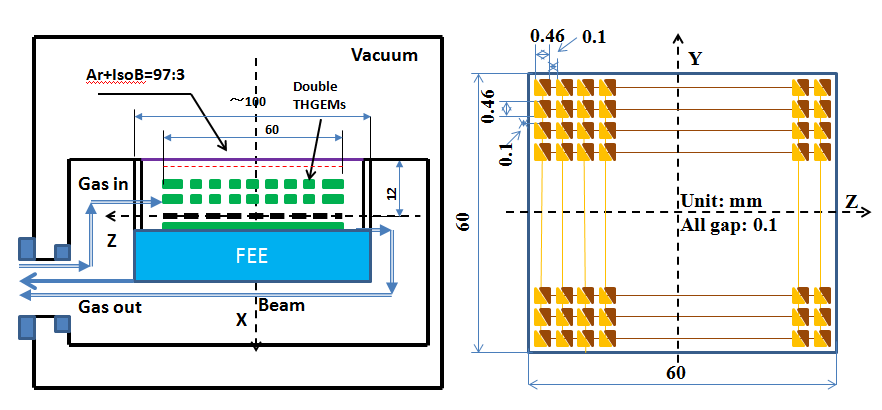 Vacuum
Ar+IsoB=97:3
Double
THGEMs
~100
60
Gas in
12
Z
FEE
Gas out
Beam
X
0.46
0.1
Y
0.46
0.1
60
Unit: mm
All gap: 0.1
Z
60